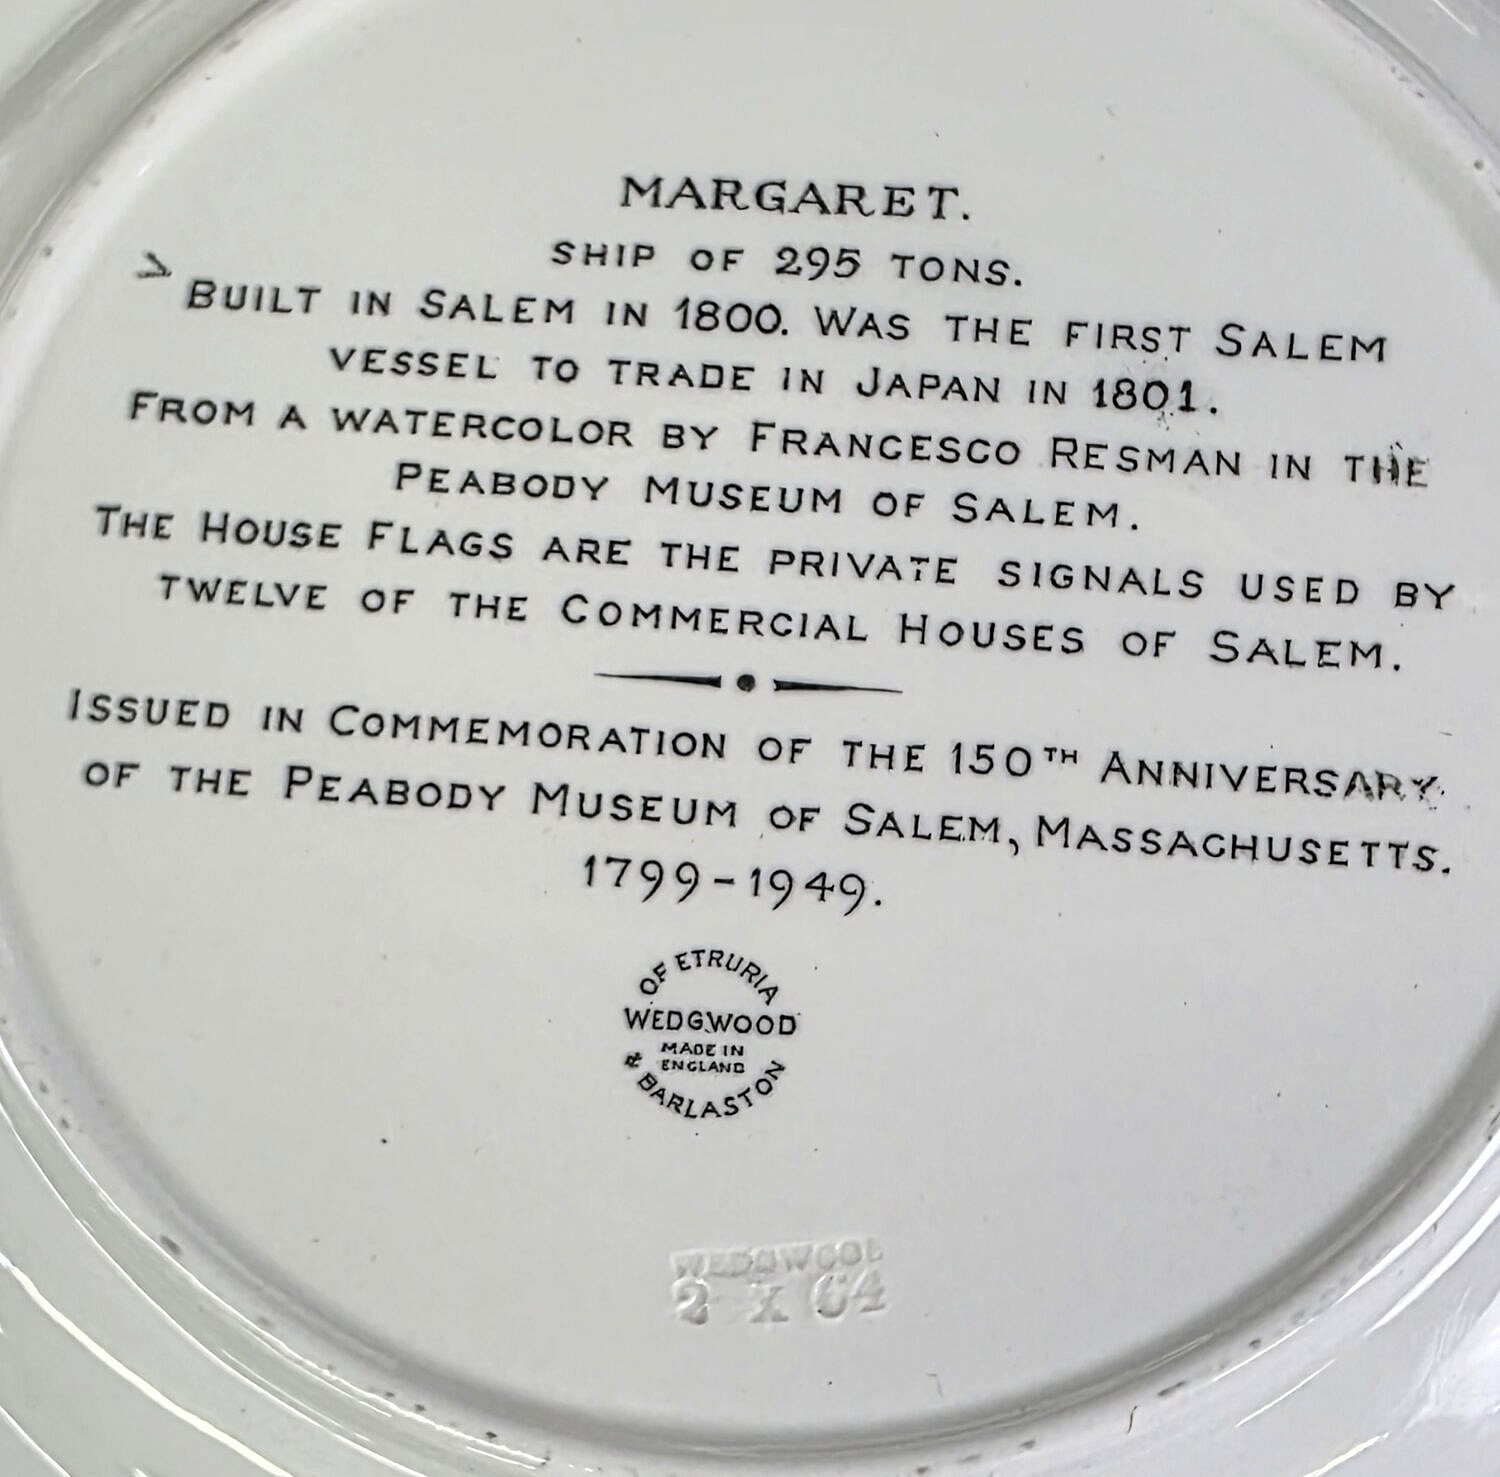 MARGARET.
SHIP OF 295 TONS.
BUILT IN SALEM IN 1800. WAS THE FIRST SALEM
VESSEL TO TRADE IN JAPAN IN 1801.
FROM A WATERCOLOR BY FRANCESCO RESMAN IN THE
PEABODY MUSEUM OF SALEM.
THE HOUSE FLAGS ARE THE PRIVATE SIGNALS USED BY
TWELVE OF THE COMMERCIAL HOUSES OF SALEM.
ISSUED IN COMMEMORATION OF THE 150TH ANNIVERSARY
OF THE PEABODY MUSEUM OF SALEM, MASSACHUSETTS.
1799-1949.
OF ETRURIA
WEDGWOOD
MADE IN
ENGLAND
& BARLASTON
WEDGWOOD
2 X 64